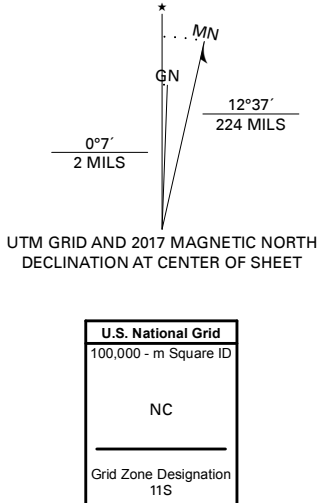 ★
MN
GN
12°37´
224 MILS
0°7´
2 MILS
UTM GRID AND 2017 MAGNETIC NORTH
DECLINATION AT CENTER OF SHEET
U.S. National Grid
100,000 - m Square ID
NC
Grid Zone Designation
11S